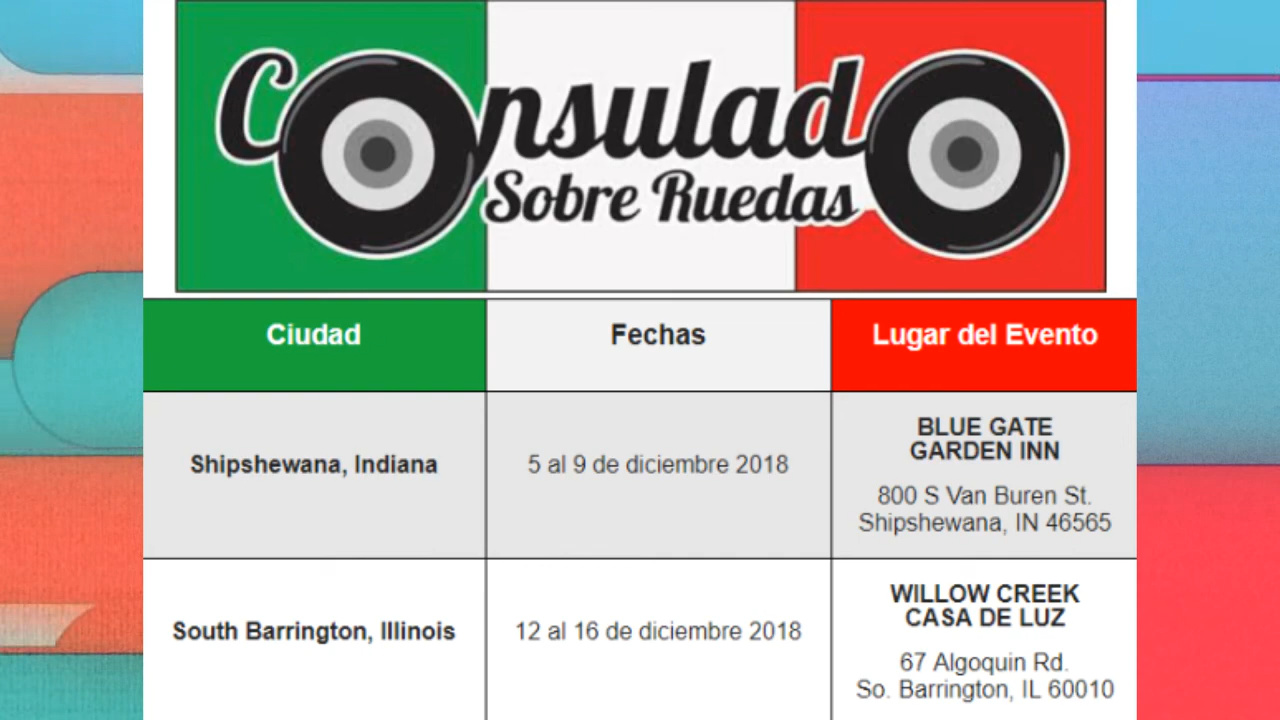 Consulado
Sobre Ruedas
Ciudad
Fechas
Lugar del Evento
Shipshewana, Indiana
5 al 9 de diciembre 2018
BLUE GATE
GARDEN INN
800 S Van Buren St.
Shipshewana, IN 46565
South Barrington, Illinois
12 al 16 de diciembre 2018
WILLOW CREEK
CASA DE LUZ
67 Algoquin Rd.
So. Barrington, IL 60010